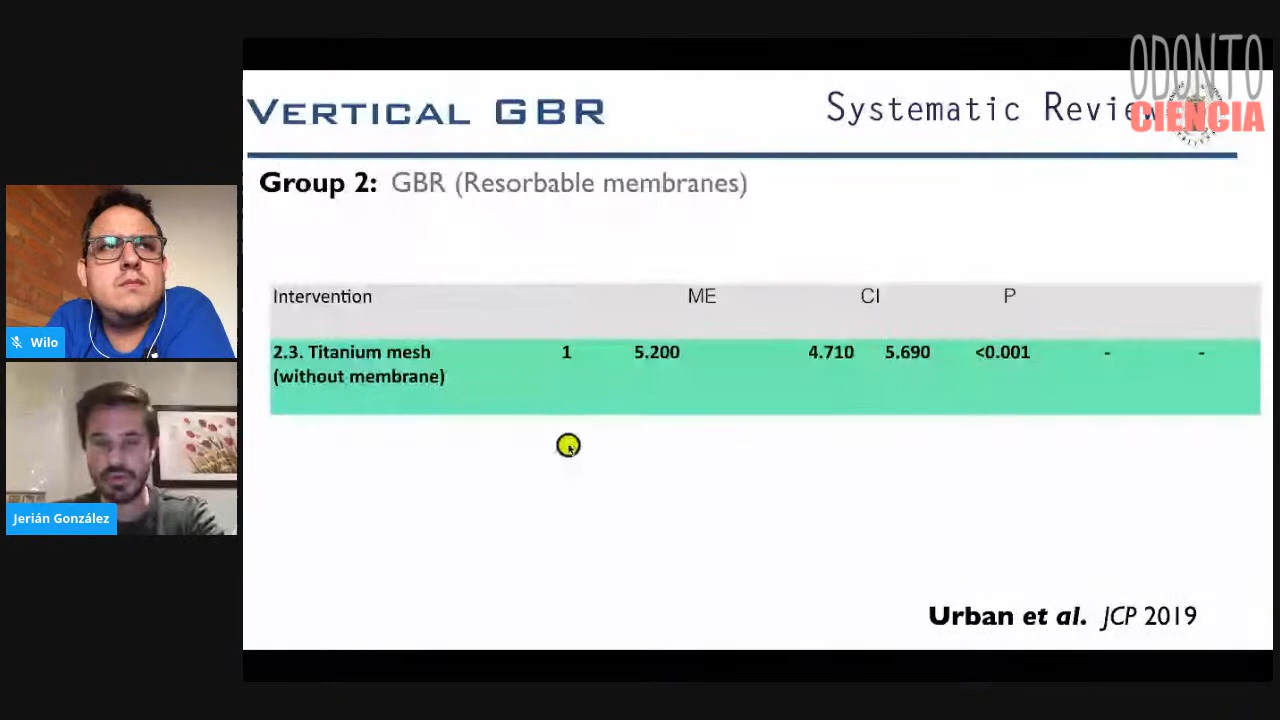 ODONTO
CIENCIA
VERTICAL GBR
Systematic Review
Group 2: GBR (Resorbable membranes)
Intervention ME CI P
2.3. Titanium mesh 1 5.200 4.710 5.690 <0.001 - -
(without membrane)
Urban et al. JCP 2019
Wilo
Jerián González